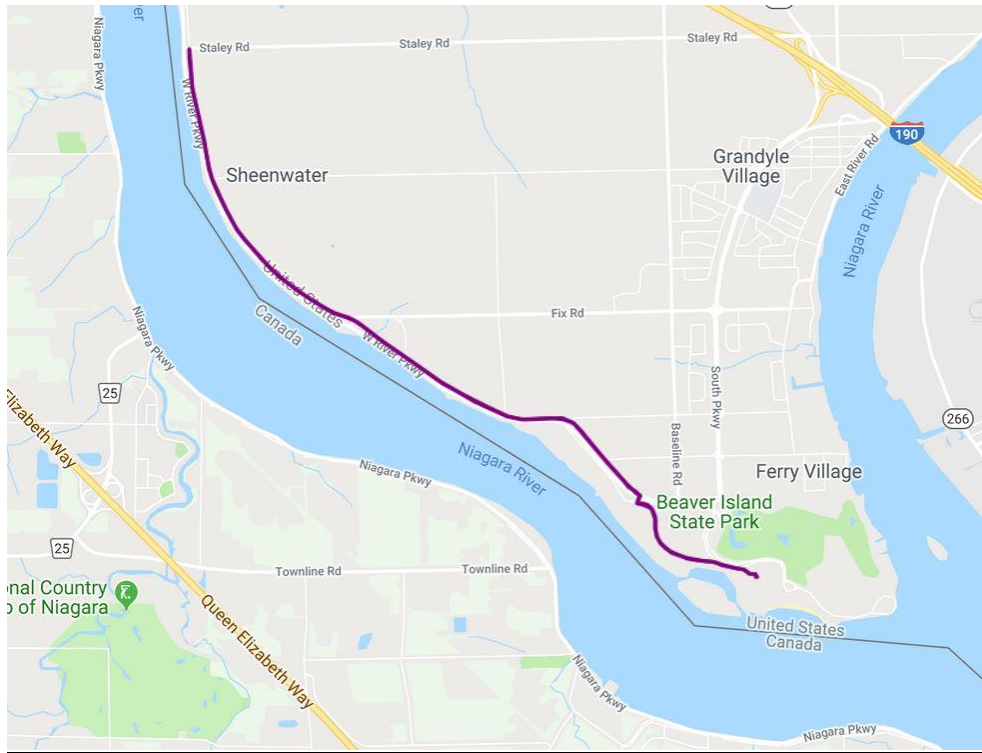 er
Niagara Pkwy
Staley Rd
Staley Rd
Staley Rd
W River Pkwy
190
Grandyle
Village
East River Rd
Sheenwater
Niagara River
United States
Canada
Fix Rd
W River Pkwy
Niagara Pkwy
25
South Pkwy
266
Elizabeth Way
Baseline Rd
Niagara River
Niagara Pkwy
Ferry Village
Beaver Island
State Park
25
Townline Rd
Townline Rd
onal Country
b of Niagara
Queen Elizabeth Way
United States
Canada
Niagara Pkwy
Niagara Pkwy